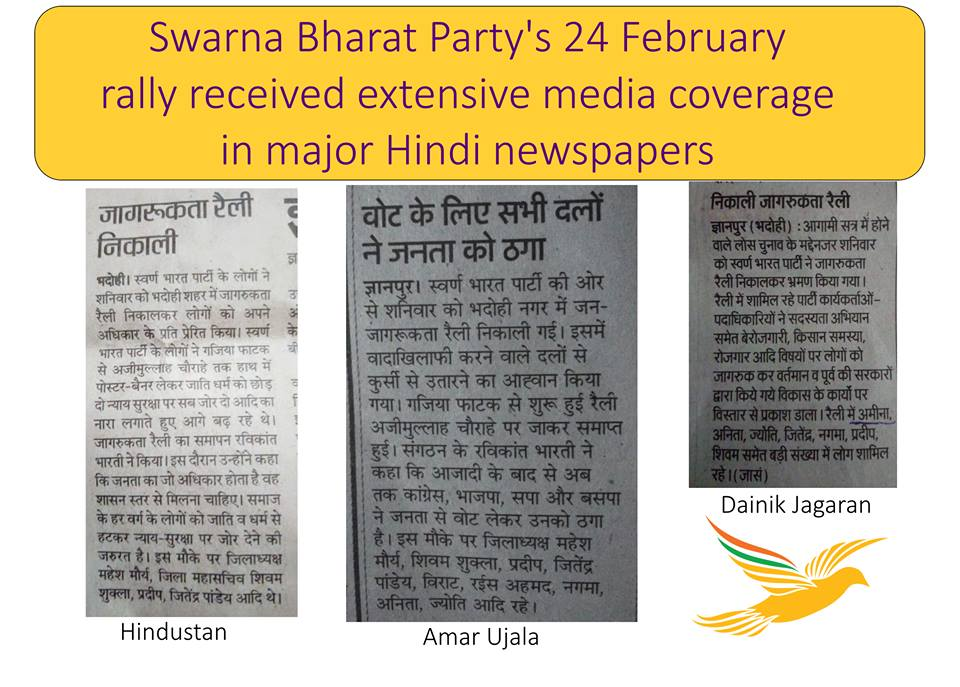 Swarna Bharat Party's 24 February
rally received extensive media coverage
in major Hindi newspapers
जागरूकता रैली
निकाली
भदोही। स्वर्ण भारत पार्टी के लोगों ने
शनिवार को भदोही शहर में जागरूकता
रैली निकालकर लोगों को अपने
अधिकार के प्रति प्रेरित किया। स्वर्ण
भारत पार्टी के लोगों ने गजिया फाटक
से अजीमुल्लाह चौराहे तक हाथ में
पोस्टर-बैनर लेकर जाति धर्म को छोड़
दो न्याय सुरक्षा पर सब जोर दो आदि का
नारा लगाते हुए आगे बढ़ रहे थे।
जागरूकता रैली का समापन रविकांत
भारती ने किया। इस दौरान उन्होंने कहा
कि जनता का जो अधिकार होता है वह
शासन स्तर से मिलना चाहिए। समाज
के हर वर्ग के लोगों को जाति व धर्म से
हटकर न्याय-सुरक्षा पर जोर देने की
जरुरत है। इस मौके पर जिलाध्यक्ष
महेश मौर्य, जिला महासचिव शिवम
शुक्ला, प्रदीप, जितेंद्र पांडेय आदि थे।
Hindustan
वोट के लिए सभी दलों
ने जनता को ठगा
ज्ञानपुर। स्वर्ण भारत पार्टी की ओर
से शनिवार को भदोही नगर में जन-
जागरूकता रैली निकाली गई। इसमें
वादाखिलाफी करने वाले दलों से
कुर्सी से उतारने का आह्वान किया
गया। गजिया फाटक से शुरू हुई रैली
अजीमुल्लाह चौराहे पर जाकर समाप्त
हुई। संगठन के रविकांत भारती ने
कहा कि आजादी के बाद से अब
तक कांग्रेस, भाजपा, सपा और बसपा
ने जनता से वोट लेकर उनको ठगा
है। इस मौके पर जिलाध्यक्ष महेश
मौर्य, शिवम शुक्ला, प्रदीप, जितेंद्र
पांडेय, विराट, रईस अहमद, नगमा,
अनिता, ज्योति आदि रहे।
Amar Ujala
निकाली जागरुकता रैली
ज्ञानपुर (भदोही) : आगामी सत्र में होने
वाले लोस चुनाव के मद्देनजर शनिवार
को स्वर्ण भारत पार्टी ने जागरुकता
रैली निकालकर भ्रमण किया गया।
रैली में शामिल रहे पार्टी कार्यकर्ताओं-
पदाधिकारियों ने सदस्यता अभियान
समेत बेरोजगारी, किसान समस्या,
रोजगार आदि विषयों पर लोगों को
जागरुक कर वर्तमान व पूर्व की सरकारों
द्वारा किये गये विकास के कार्यो पर
विस्तार से प्रकाश डाला। रैली में अमीना,
अनिता, ज्योति, जितेंद्र, नगमा, प्रदीप,
शिवम समेत बड़ी संख्या में लोग शामिल
रहे। (जासं)
Dainik Jagaran